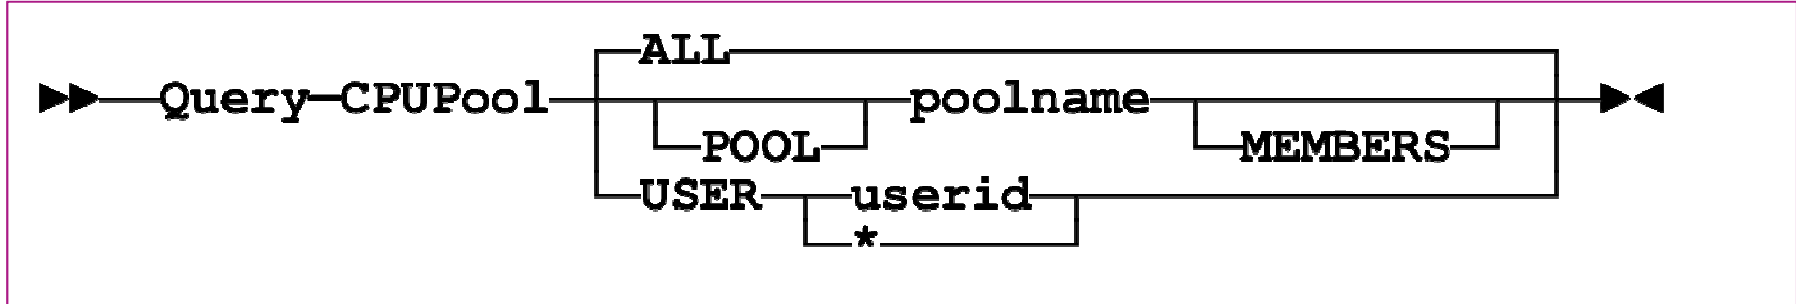 ALL
Query CPUPool poolname
POOL MEMBERS
USER userid
*